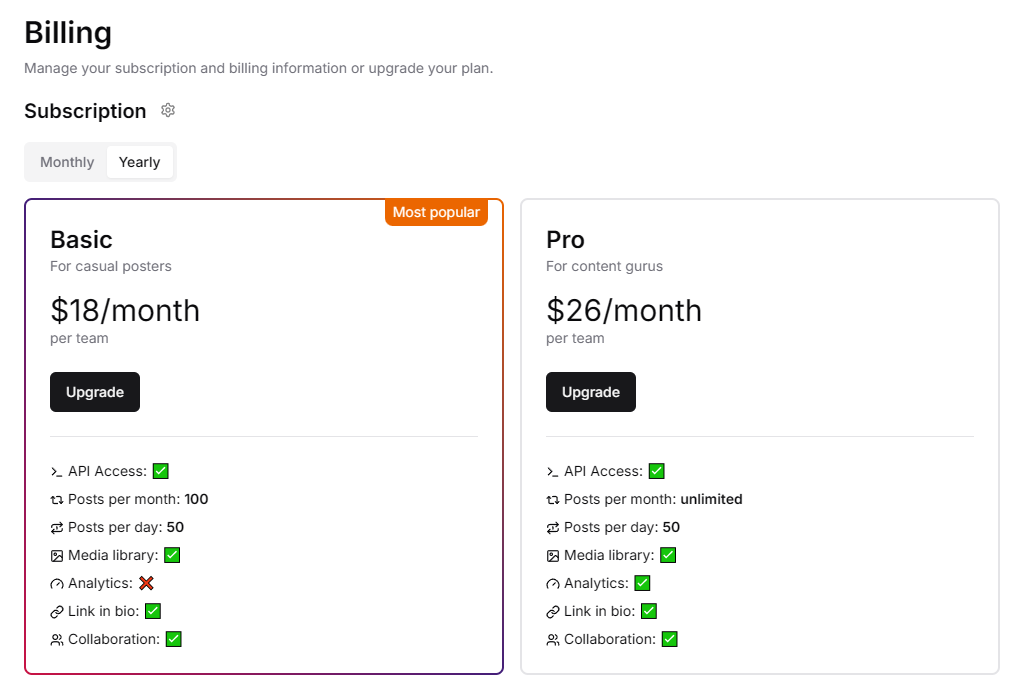 Billing
Manage your subscription and billing information or upgrade your plan.
Subscription
Monthly Yearly
Most popular
Basic
For casual posters
$18/month
per team
Upgrade
API Access: ✅
Posts per month: 100
Posts per day: 50
Media library: ✅
Analytics: ❌
Link in bio: ✅
Collaboration: ✅
Pro
For content gurus
$26/month
per team
Upgrade
API Access: ✅
Posts per month: unlimited
Posts per day: 50
Media library: ✅
Analytics: ✅
Link in bio: ✅
Collaboration: ✅